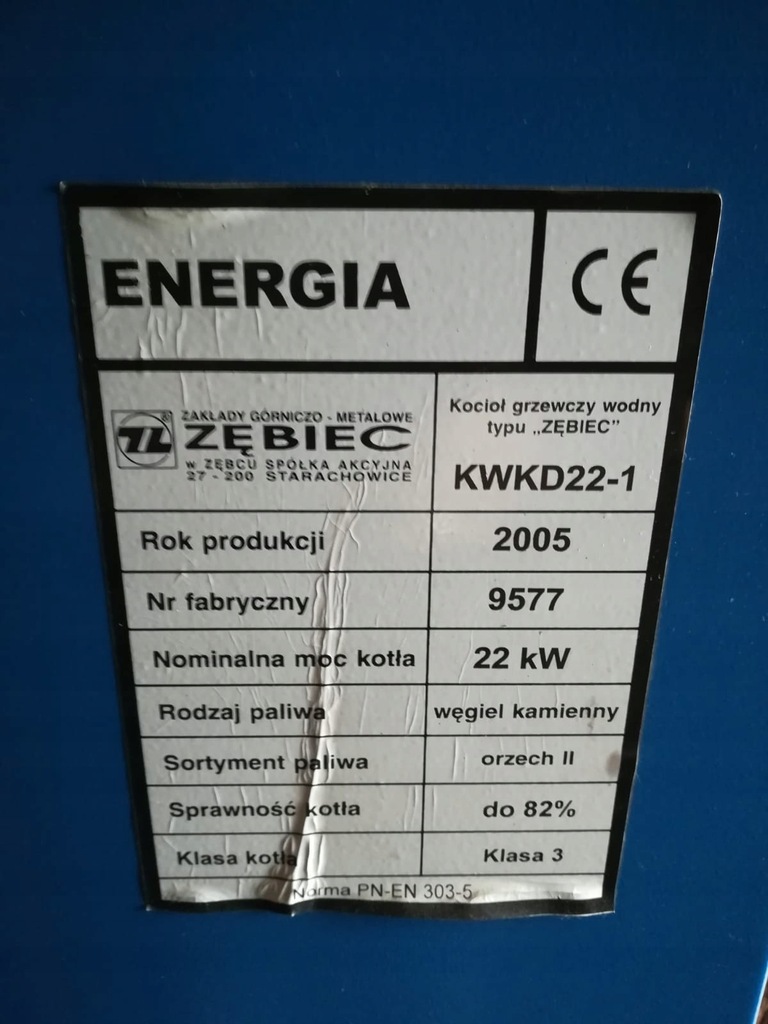 ENERGIA
CE
ZAKŁADY GÓRNICZO - METALOWE
ZĘBIEC
w ZĘBCU SPÓŁKA AKCYJNA
27 - 200 STARACHOWICE
Kocioł grzewczy wodny
typu „ZĘBIEC”
KWKD22-1
Rok produkcji 2005
Nr fabryczny 9577
Nominalna moc kotła 22 kW
Rodzaj paliwa węgiel kamienny
Sortyment paliwa orzech II
Sprawność kotła do 82%
Klasa kotła Klasa 3
Norma PN-EN 303-5